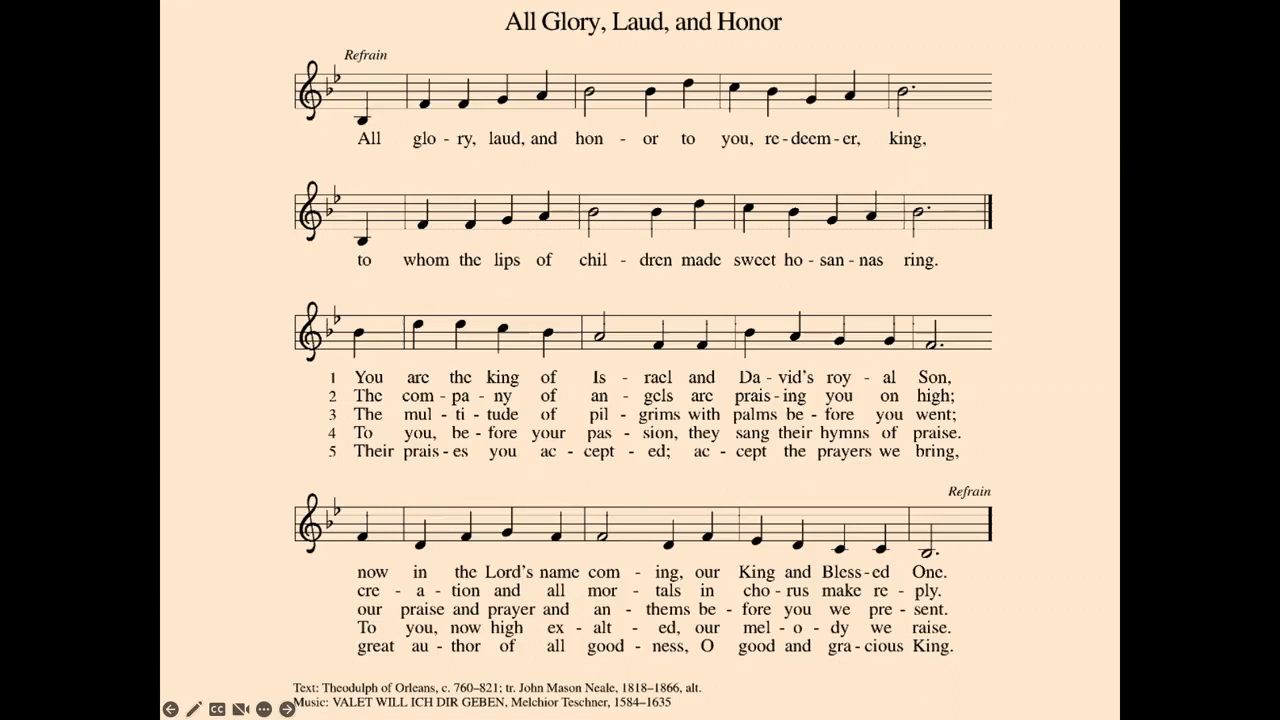 All Glory, Laud, and Honor
Refrain
All glo - ry, laud, and hon - or to you, re - deem - er, king,
to whom the lips of chil - dren made sweet ho - san - nas ring.
1 You are the king of Is - rael and Da - vid's roy - al Son,
2 The com - pa - ny of an - gels are prais - ing you on high;
3 The mul - ti - tude of pil - grims with palms be - fore you went;
4 To you, be - fore your pas - sion, they sang their hymns of praise.
5 Their prais - es you ac - cept - ed; ac - cept the prayers we bring,
Refrain
now in the Lord's name com - ing, our King and Bless - ed One.
cre - a - tion and all mor - tals in cho - rus make re - ply.
our praise and prayer and an - thems be - fore you we pre - sent.
To you, now high ex - alt - ed, our mel - o - dy we raise.
great au - thor of all good - ness, O good and gra - cious King.
Text: Theodulph of Orleans, c. 760–821; tr. John Mason Neale, 1818–1866, alt.
Music: VALET WILL ICH DIR GEBEN, Melchior Teschner, 1584–1635